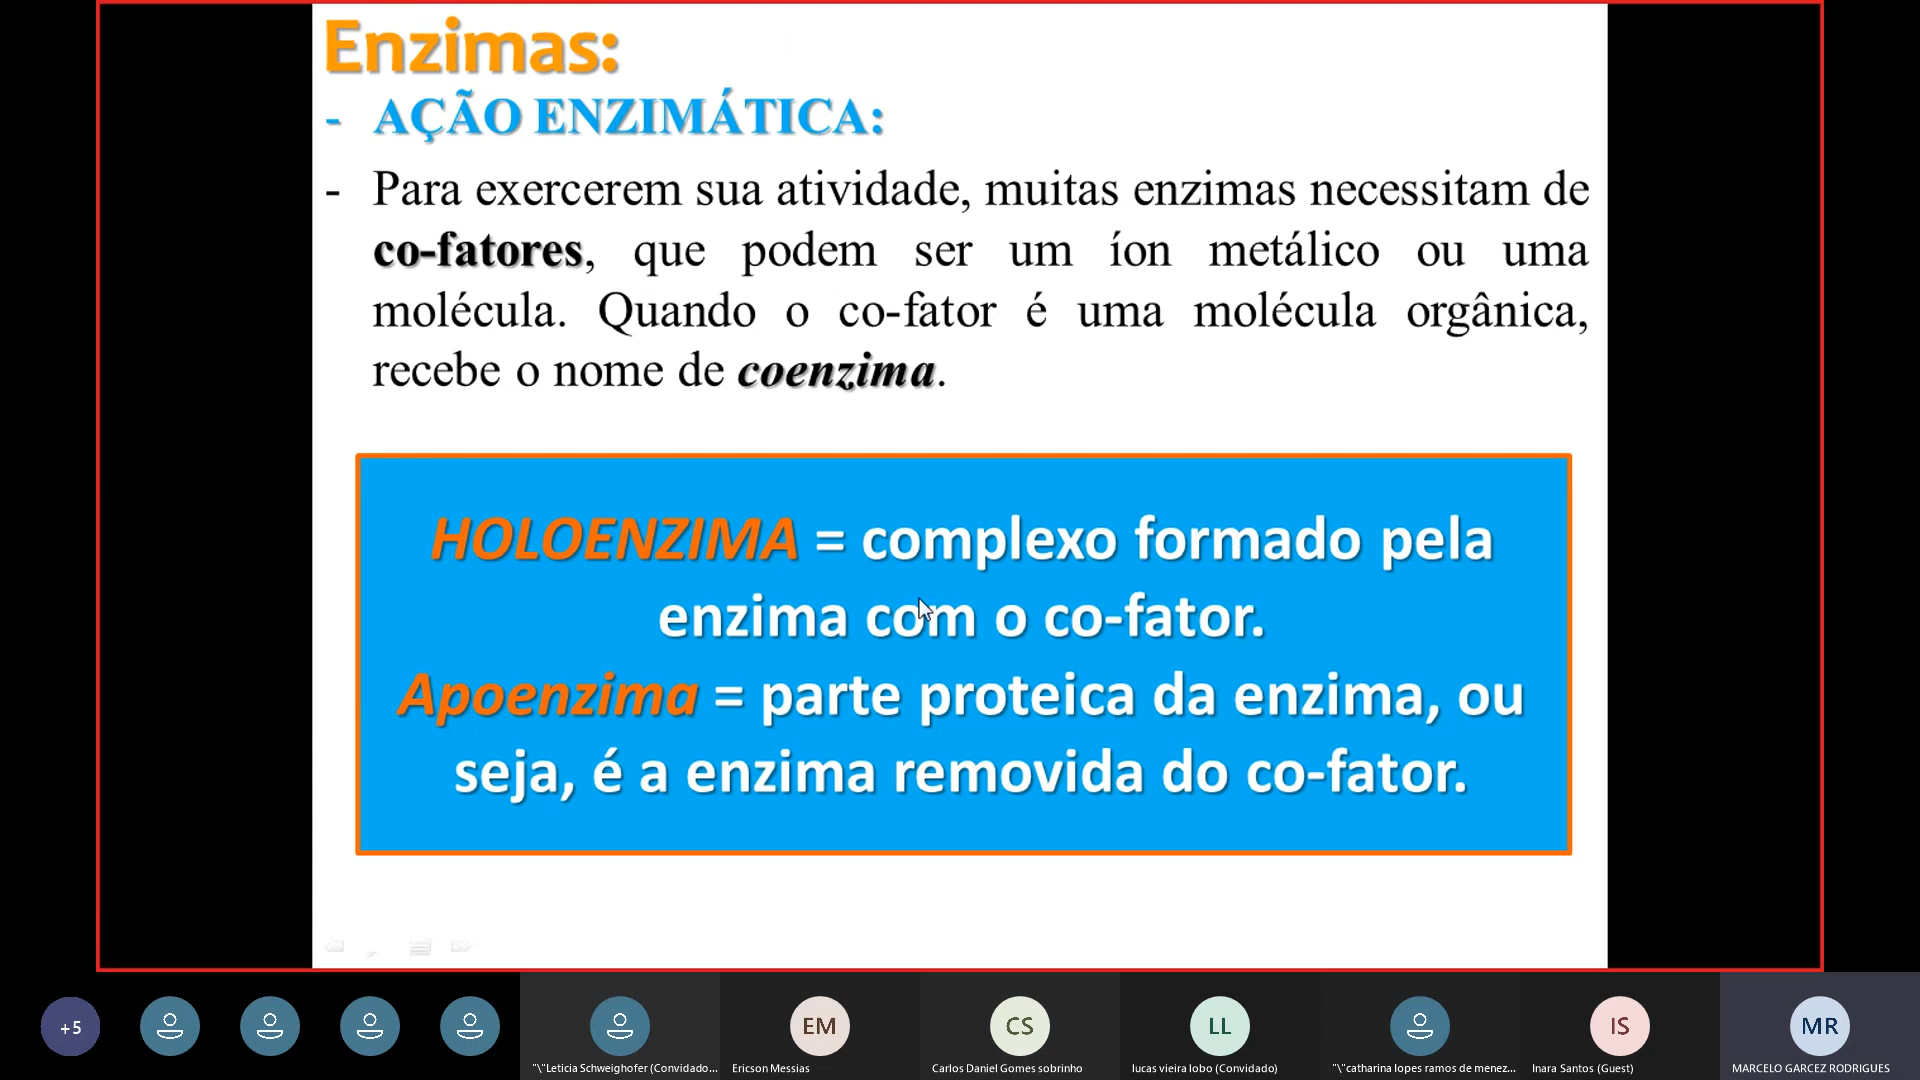 Enzimas:
- AÇÃO ENZIMÁTICA:
- Para exercerem sua atividade, muitas enzimas necessitam de
co-fatores, que podem ser um íon metálico ou uma
molécula. Quando o co-fator é uma molécula orgânica,
recebe o nome de coenzima.
HOLOENZIMA = complexo formado pela
enzima com o co-fator.
Apoenzima = parte proteica da enzima, ou
seja, é a enzima removida do co-fator.
+5
EM
CS
LL
IS
MR
"\"Leticia Schweighofer (Convidado...
Ericson Messias
Carlos Daniel Gomes sobrinho
lucas vieira lobo (Convidado)
"\"catharina lopes ramos de menez...
Inara Santos (Guest)
MARCELO GARCEZ RODRIGUES